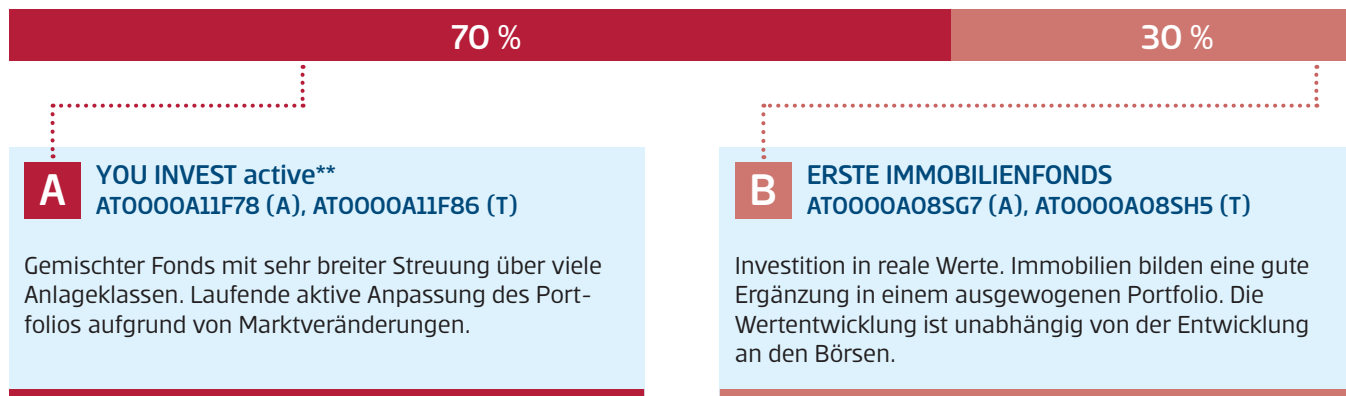 70 %
30 %
A
YOU INVEST active**
AT0000A11F78 (A), AT0000A11F86 (T)
Gemischter Fonds mit sehr breiter Streuung über viele
Anlageklassen. Laufende aktive Anpassung des Port-
folios aufgrund von Marktveränderungen.
B
ERSTE IMMOBILIENFONDS
AT0000A08SG7 (A), AT0000A08SH5 (T)
Investition in reale Werte. Immobilien bilden eine gute
Ergänzung in einem ausgewogenen Portfolio. Die
Wertentwicklung ist unabhängig von der Entwicklung
an den Börsen.